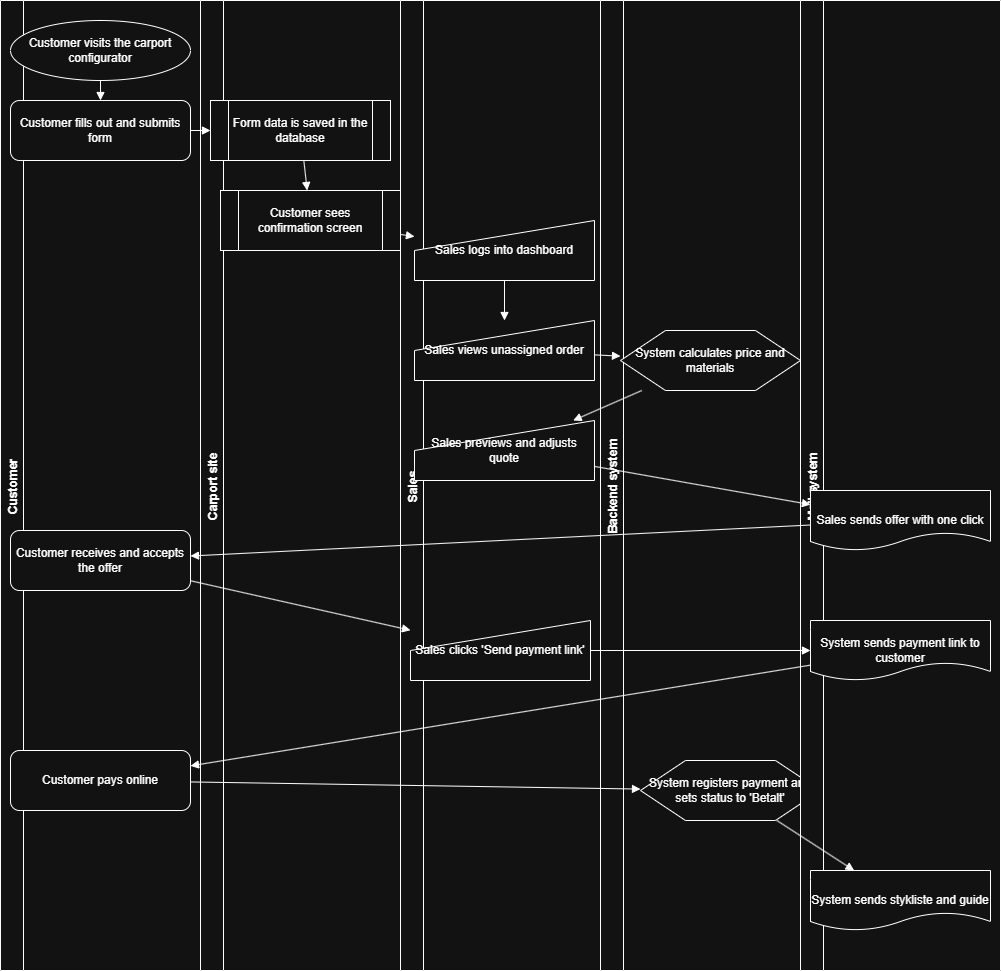 Customer visits the carport
configurator
Customer fills out and submits
form
Form data is saved in the
database
Customer sees
confirmation screen
Sales logs into dashboard
Sales views unassigned order
System calculates price and
materials
Sales previews and adjusts
quote
Customer
Carport site
Sales
Backend system
Sales sends offer with one click
Customer receives and accepts
the offer
Sales clicks 'Send payment link'
System sends payment link to
customer
Customer pays online
System registers payment
sets status to 'Betalt'
System sends stykliste and guide